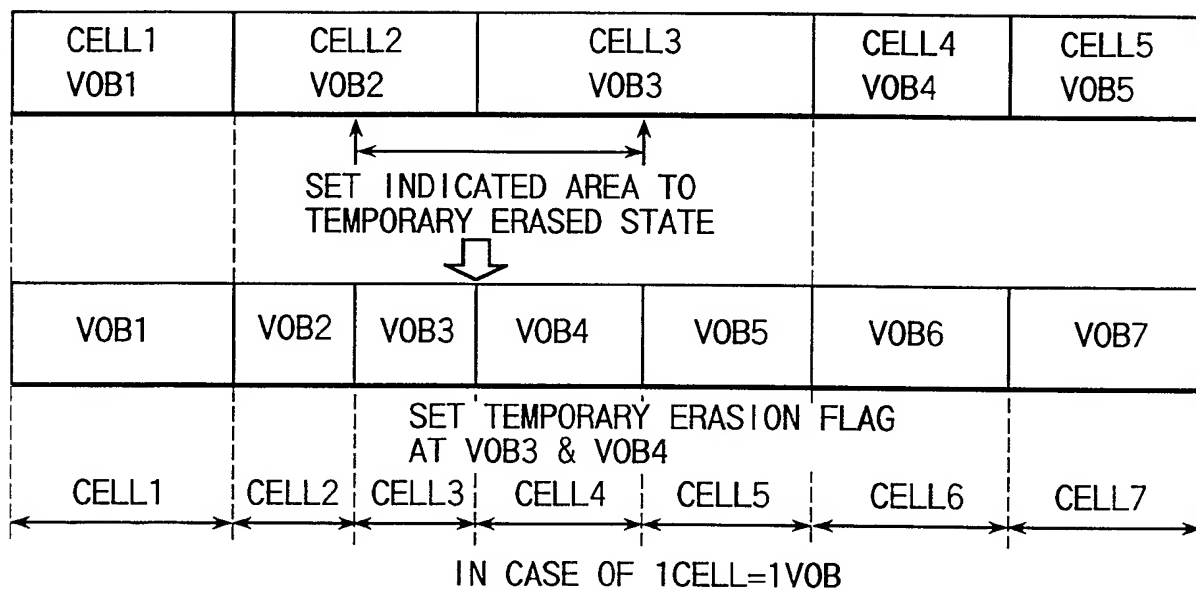 CELL1 CELL2 CELL3 CELL4 CELL5
VOB1 VOB2 VOB3 VOB4 VOB5
SET INDICATED AREA TO
TEMPORARY ERASED STATE
VOB1 VOB2 VOB3 VOB4 VOB5 VOB6 VOB7
SET TEMPORARY ERASION FLAG
AT VOB3 & VOB4
CELL1 CELL2 CELL3 CELL4 CELL5 CELL6 CELL7
IN CASE OF 1CELL=1VOB